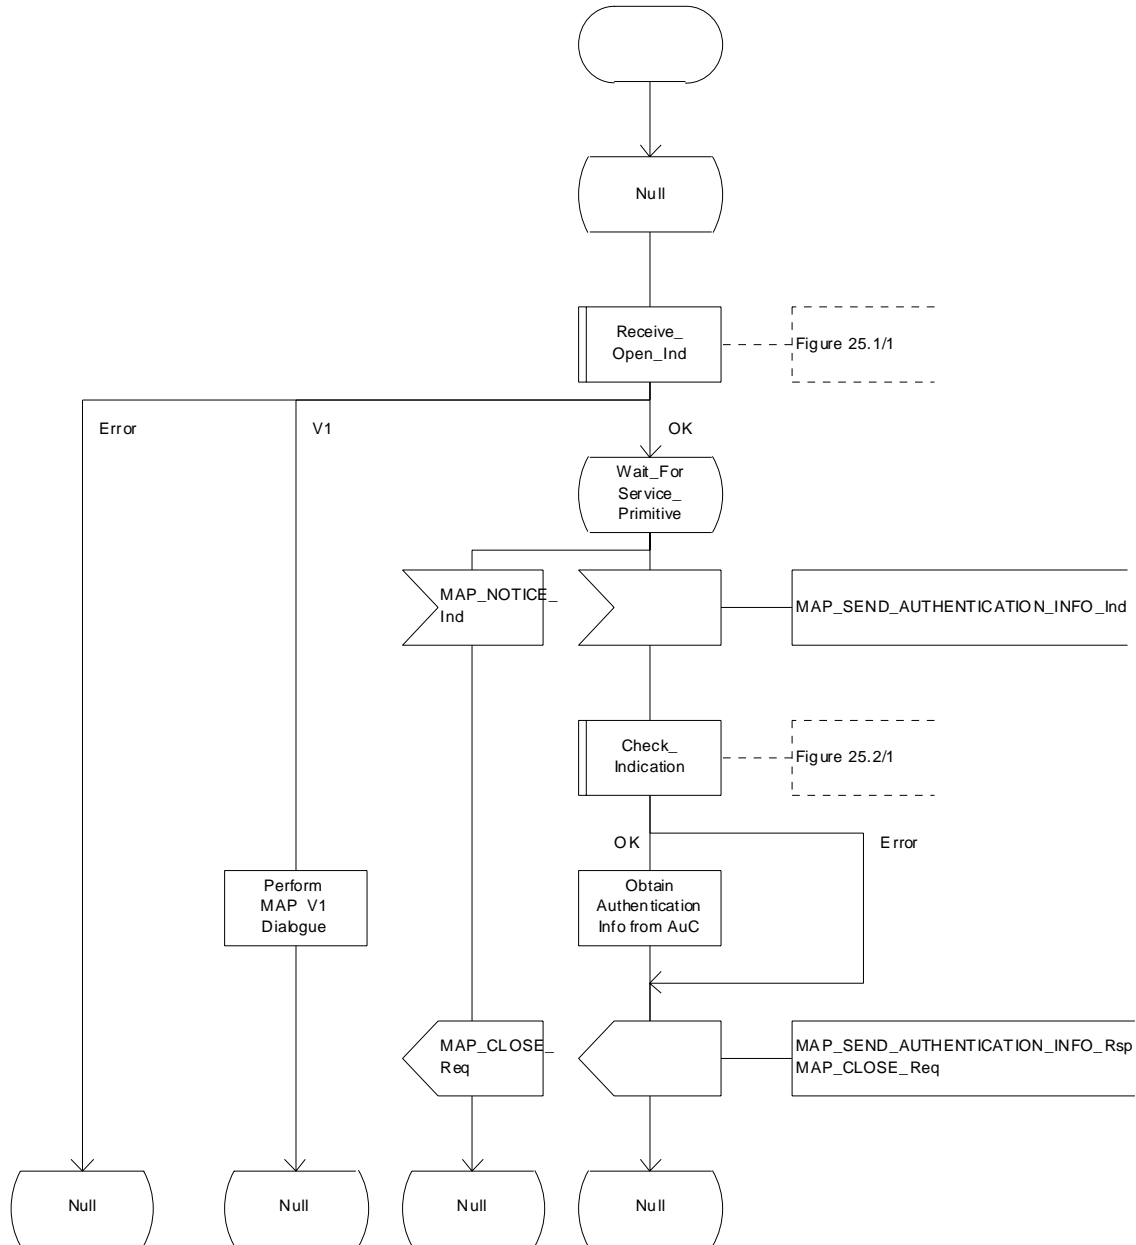 Null
Receive_
Open_Ind
Figure 25.1/1
Error
V1
OK
Wait_For
Service_
Primitive
MAP_NOTICE_
Ind
MAP_SEND_AUTHENTICATION_INFO_Ind
Check_
Indication
Figure 25.2/1
OK
Error
Perform
MAP V1
Dialogue
Obtain
Authentication
Info from AuC
MAP_CLOSE_
Req
MAP_SEND_AUTHENTICATION_INFO_Rsp
MAP_CLOSE_Req
Null
Null
Null
Null